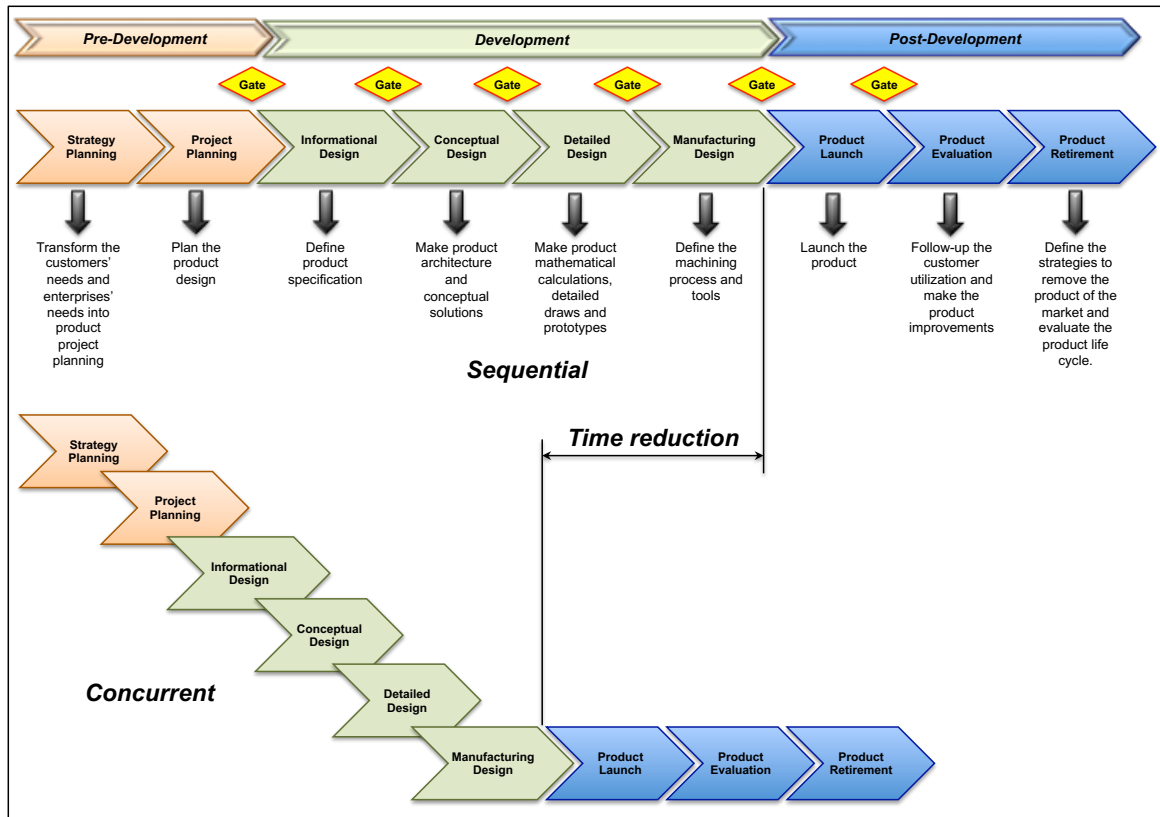 Pre-Development
Development
Post-Development
Gate
Gate
Gate
Gate
Gate
Gate
Strategy
Planning
Project
Planning
Informational
Design
Conceptual
Design
Detailed
Design
Manufacturing
Design
Product
Launch
Product
Evaluation
Product
Retirement
Transform the
customers'
needs and
enterprises'
needs into
product
project
planning
Plan the
product
design
Define
product
specification
Make product
architecture
and
conceptual
solutions
Make product
mathematical
calculations,
detailed
draws and
prototypes
Define the
machining
process and
tools
Launch the
product
Follow-up the
customer
utilization and
make the
product
improvements
Define the
strategies to
remove the
product of the
market and
evaluate the
product life
cycle.
Sequential
Time reduction
Strategy
Planning
Project
Planning
Informational
Design
Conceptual
Design
Detailed
Design
Concurrent
Manufacturing
Design
Product
Launch
Product
Evaluation
Product
Retirement